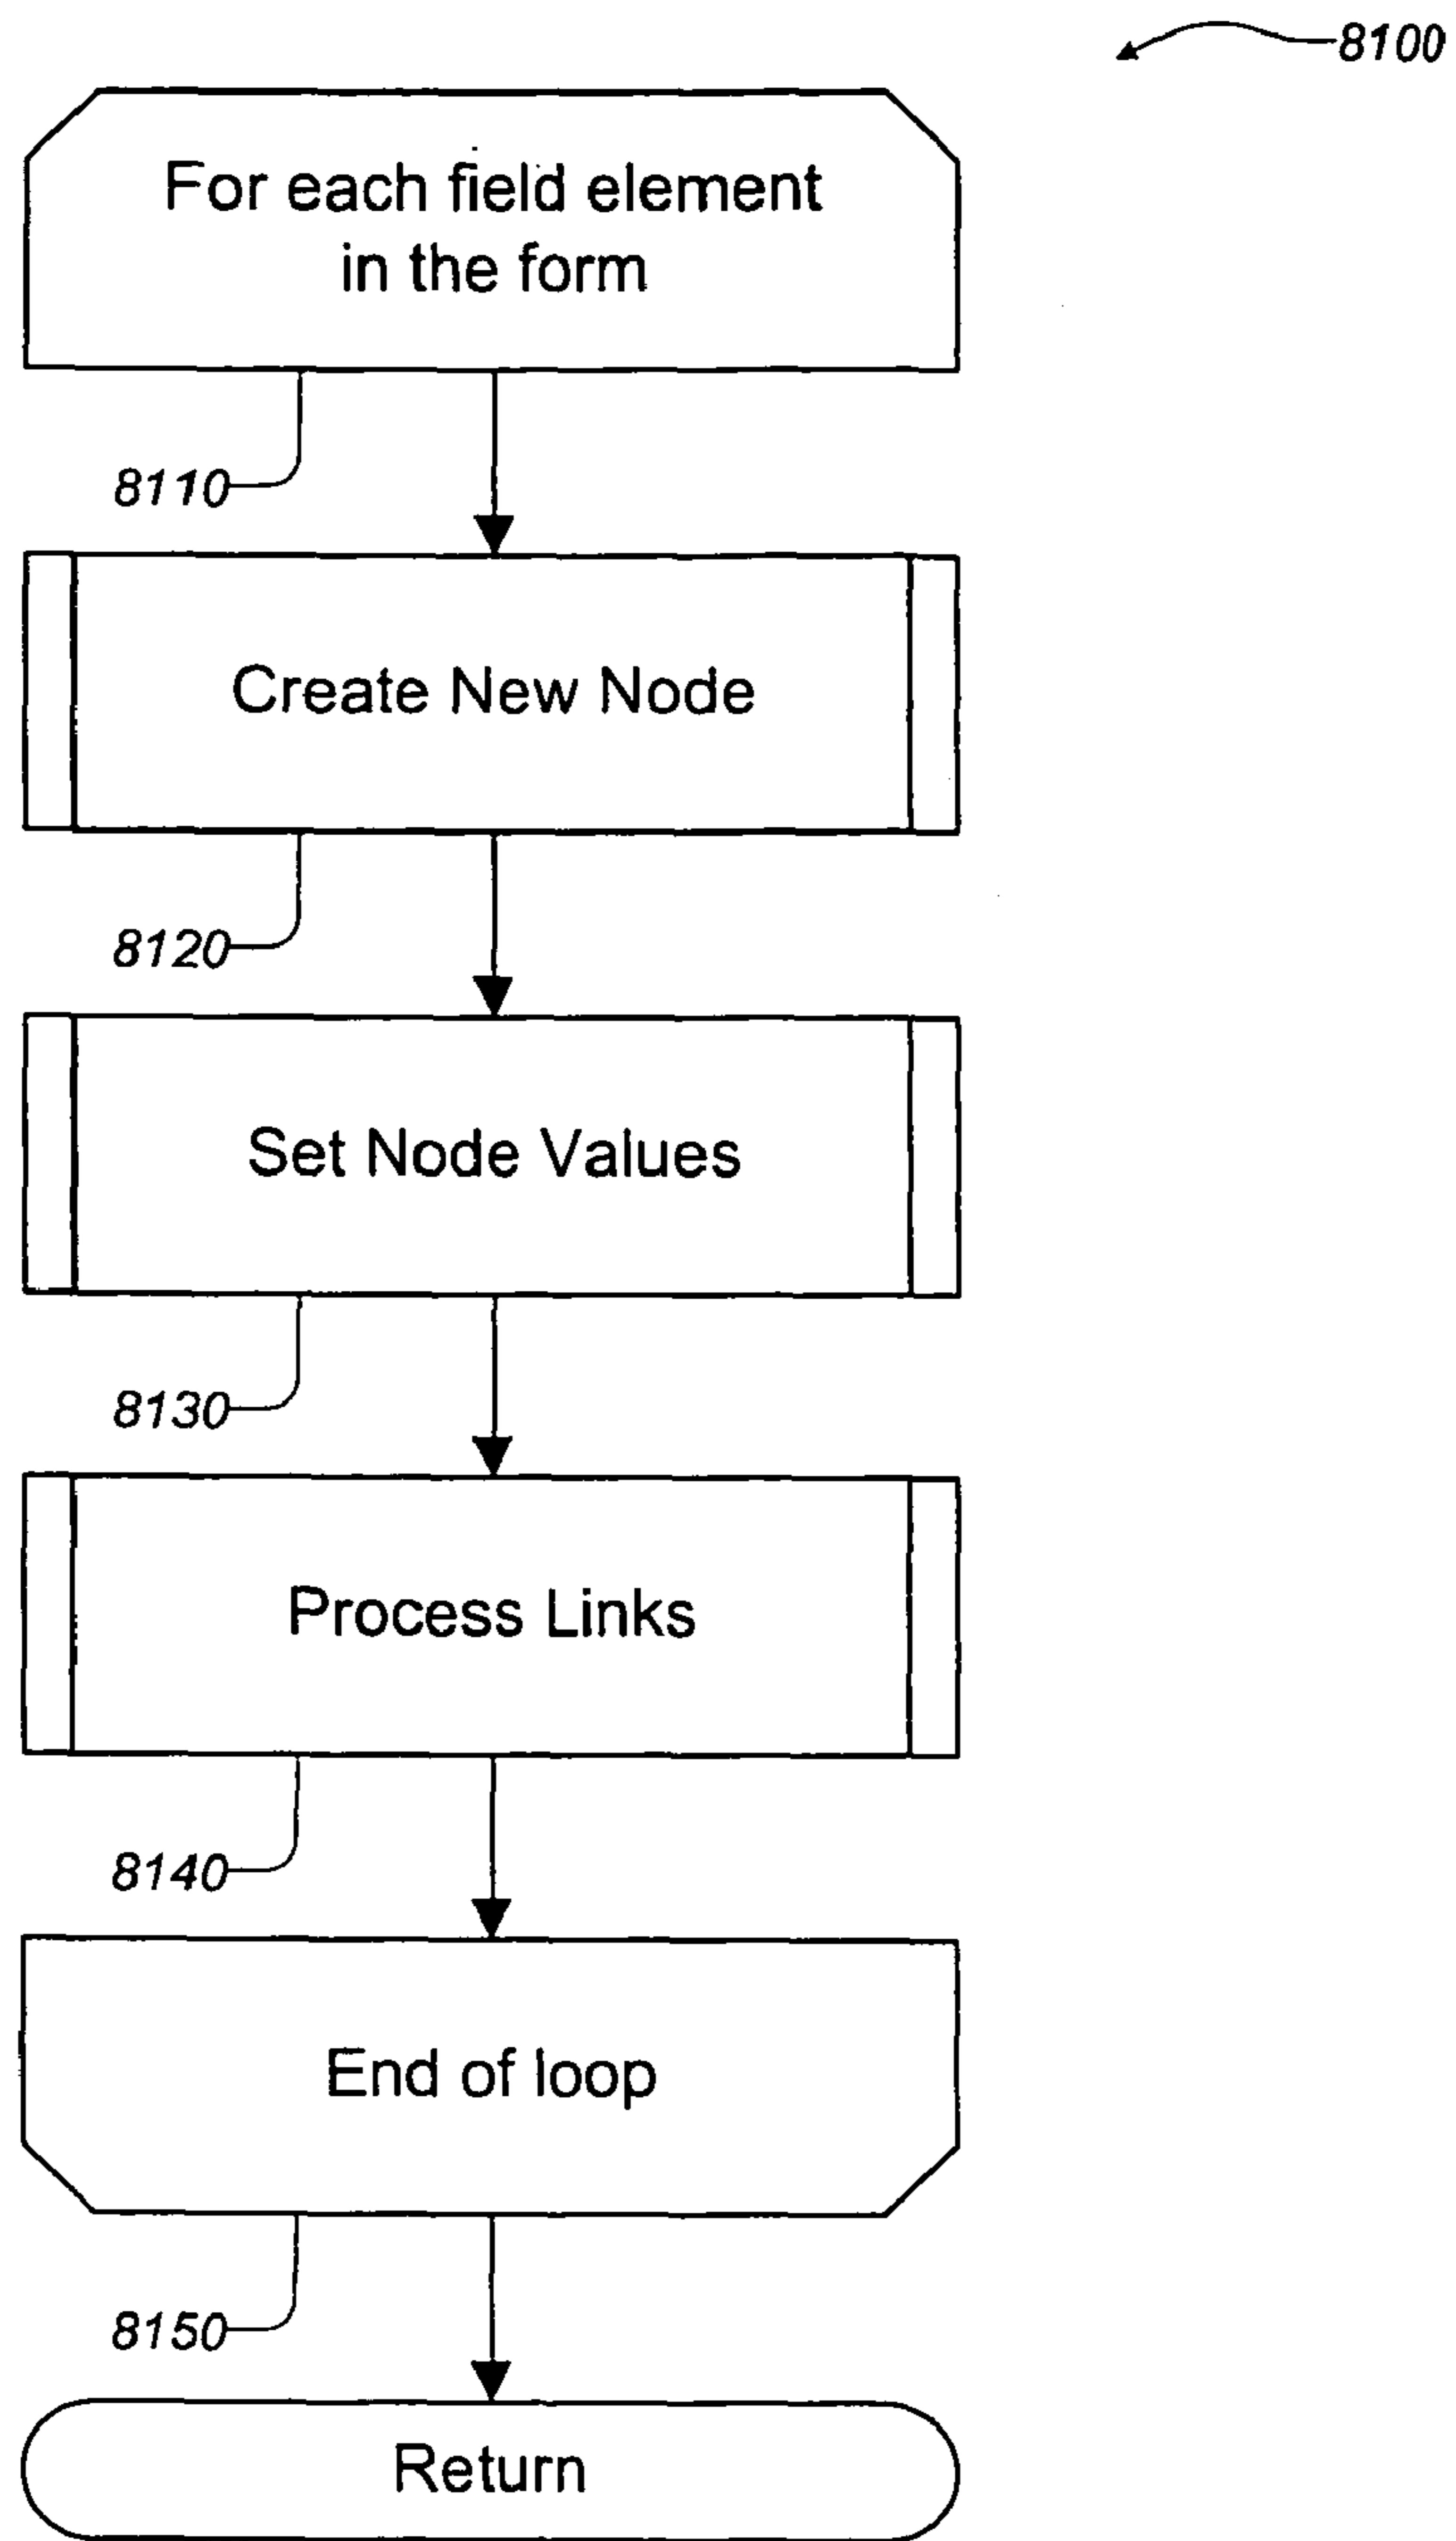 8100
For each field element
in the form
8110
Create New Node
8120
Set Node Values
8130
Process Links
8140
End of loop
8150
Return